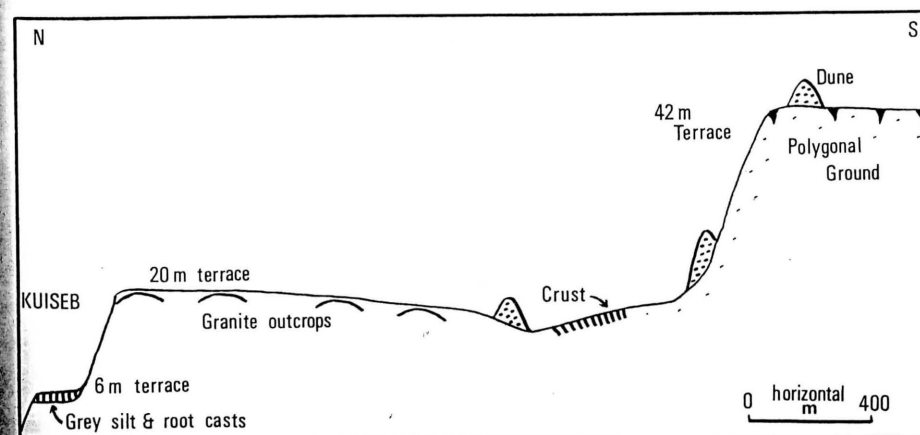 N
S
Dune
42 m
Terrace
Polygonal
Ground
20 m terrace
KUISEB
Granite outcrops
Crust
6 m terrace
Grey silt & root casts
horizontal
0 m 400